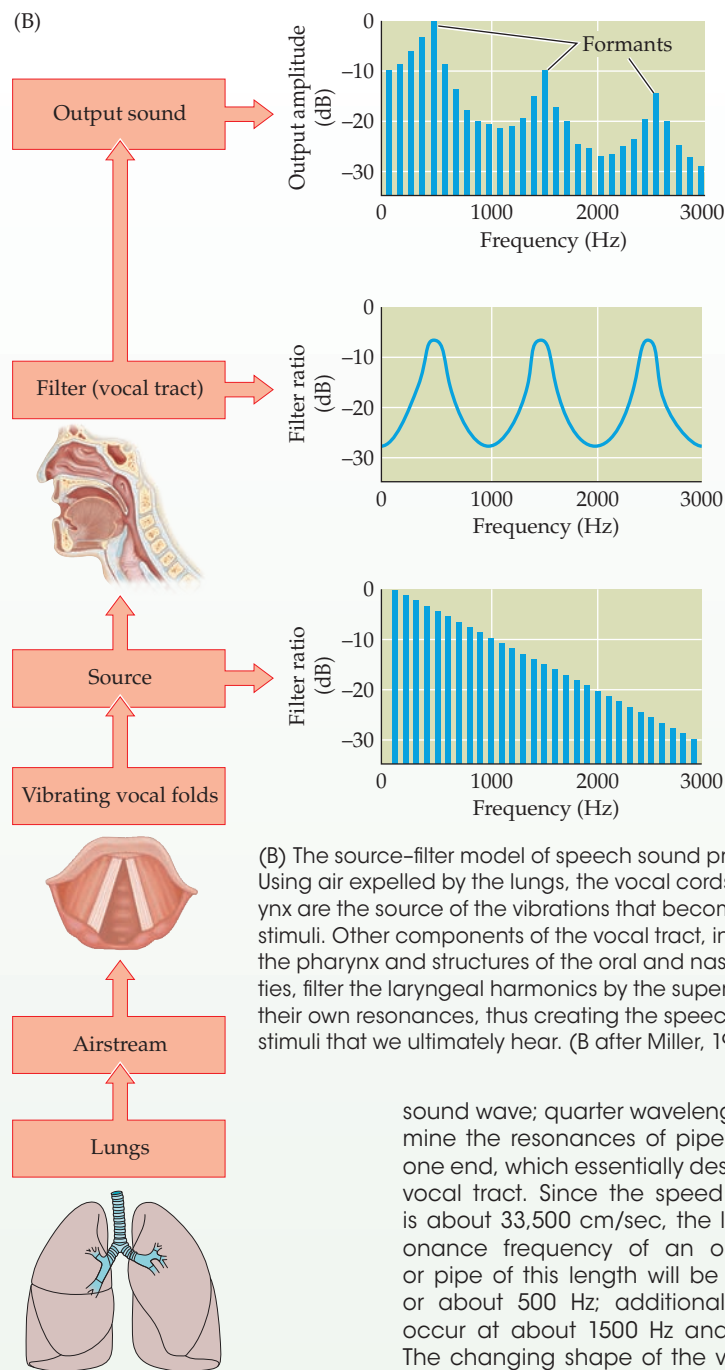 (B)
Output sound
Output amplitude
(dB)
0
–10
–20
–30
Formants
0
1000
2000
3000
Frequency (Hz)
Filter (vocal tract)
Filter ratio
(dB)
0
–10
–20
–30
0
1000
2000
3000
Frequency (Hz)
Source
Filter ratio
(dB)
0
–10
–20
–30
0
1000
2000
3000
Frequency (Hz)
Vibrating vocal folds
Airstream
Lungs
(B) The source–filter model of speech sound pr
Using air expelled by the lungs, the vocal cords
ynx are the source of the vibrations that becom
stimuli. Other components of the vocal tract, in
the pharynx and structures of the oral and nas
ties, filter the laryngeal harmonics by the super
their own resonances, thus creating the speec
stimuli that we ultimately hear. (B after Miller, 19
sound wave; quarter waveleng
mine the resonances of pipe
one end, which essentially des
vocal tract. Since the speed
is about 33,500 cm/sec, the l
onance frequency of an o
or pipe of this length will be
or about 500 Hz; additional
occur at about 1500 Hz and
The changing shape of the v